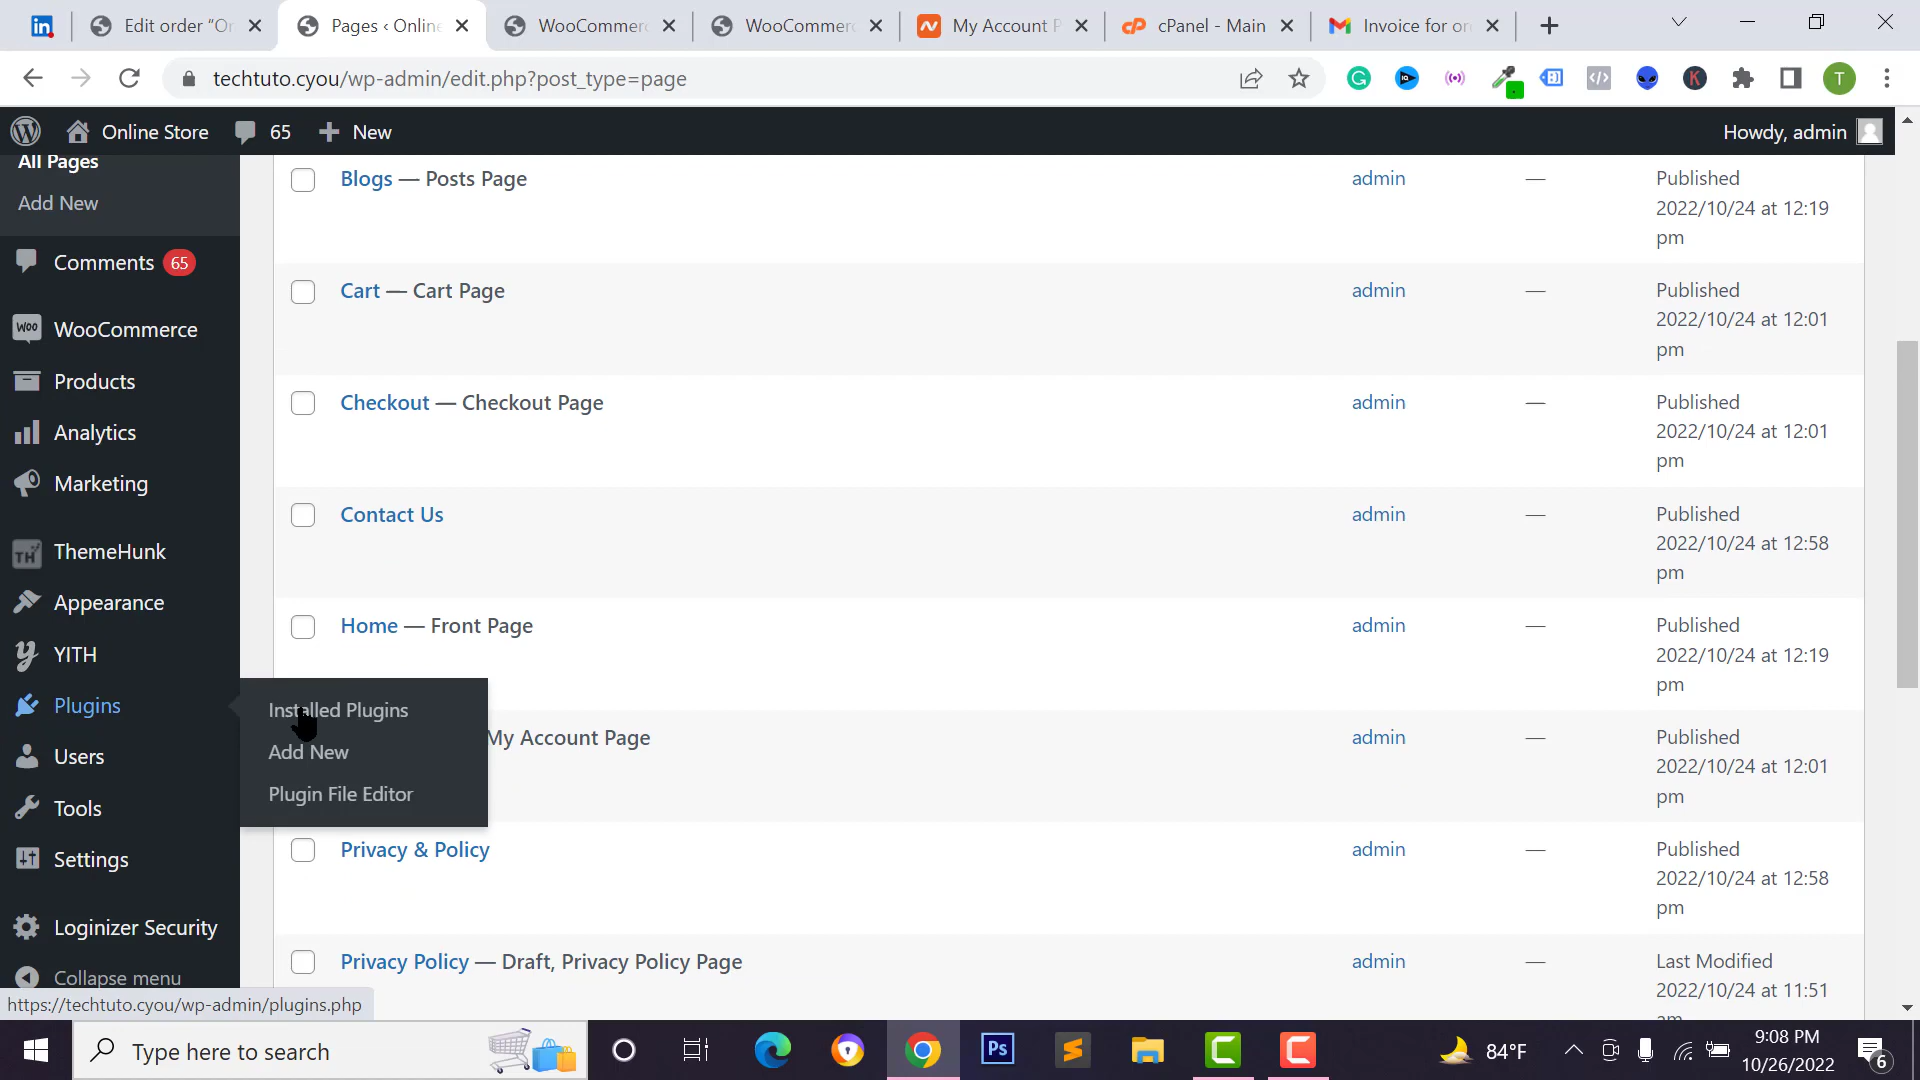 Edit order “Or
Pages ‹ Online
WooCommerc
WooCommerc
My Account P
cPanel - Main
Invoice for or
techtuto.cyou/wp-admin/edit.php?post_type=page
T
Online Store
65
New
Howdy, admin
All Pages
Add New
Comments 65
WooCommerce
Products
Analytics
Marketing
ThemeHunk
Appearance
YITH
Plugins
Users
Tools
Settings
Loginizer Security
Collapse menu
Installed Plugins
Add New
Plugin File Editor
Blogs — Posts Page
admin
—
Published
2022/10/24 at 12:19
pm
Cart — Cart Page
admin
—
Published
2022/10/24 at 12:01
pm
Checkout — Checkout Page
admin
—
Published
2022/10/24 at 12:01
pm
Contact Us
admin
—
Published
2022/10/24 at 12:58
pm
Home — Front Page
admin
—
Published
2022/10/24 at 12:19
pm
My Account Page
admin
—
Published
2022/10/24 at 12:01
pm
Privacy & Policy
admin
—
Published
2022/10/24 at 12:58
pm
Privacy Policy — Draft, Privacy Policy Page
admin
—
Last Modified
2022/10/24 at 11:51
am
https://techtuto.cyou/wp-admin/plugins.php
Type here to search
Ps
84°F
9:08 PM
10/26/2022
6